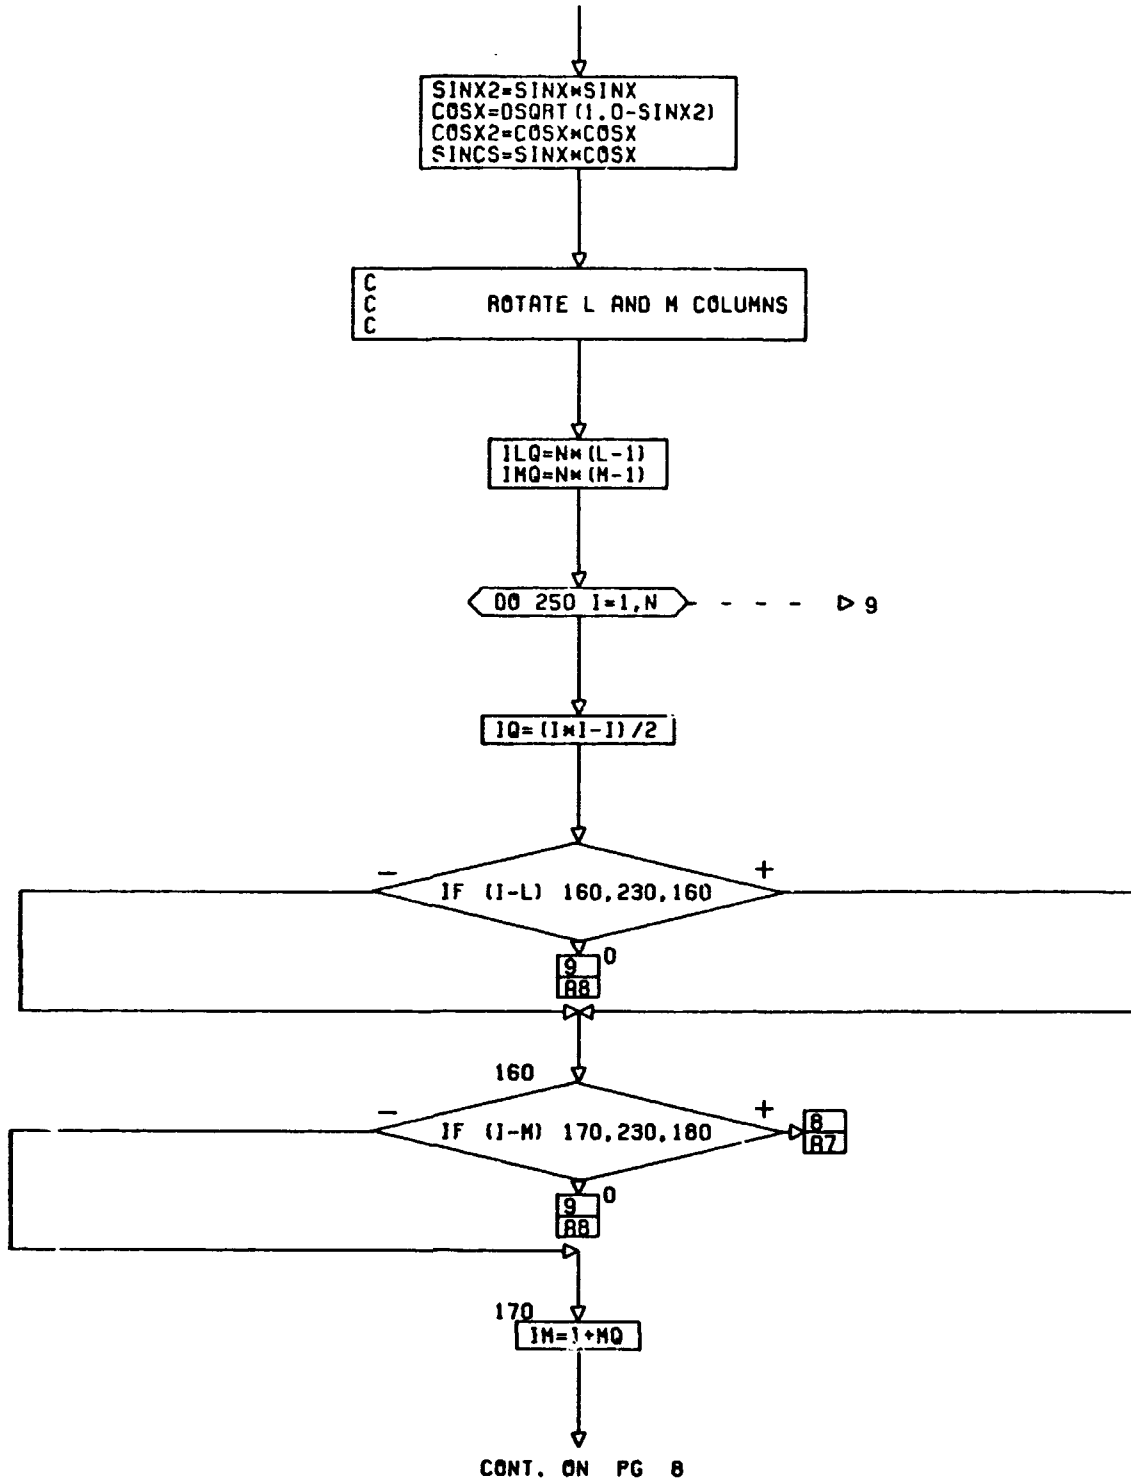 SINX2=SINX*SINX
COSX=DSQRT(1.0-SINX2)
COSX2=COSX*COSX
SINCS=SINX*COSX
C
C ROTATE L AND M COLUMNS
C
ILQ=N*(L-1)
IMQ=N*(M-1)
DO 250 I=1,N
9
IQ=(I*I-I)/2
- +
IF (I-L) 160,230,160
0
9
A8
160
- +
IF (I-M) 170,230,180
8
A7
0
9
A8
170
IM=I+MQ
CONT. ON PG 8